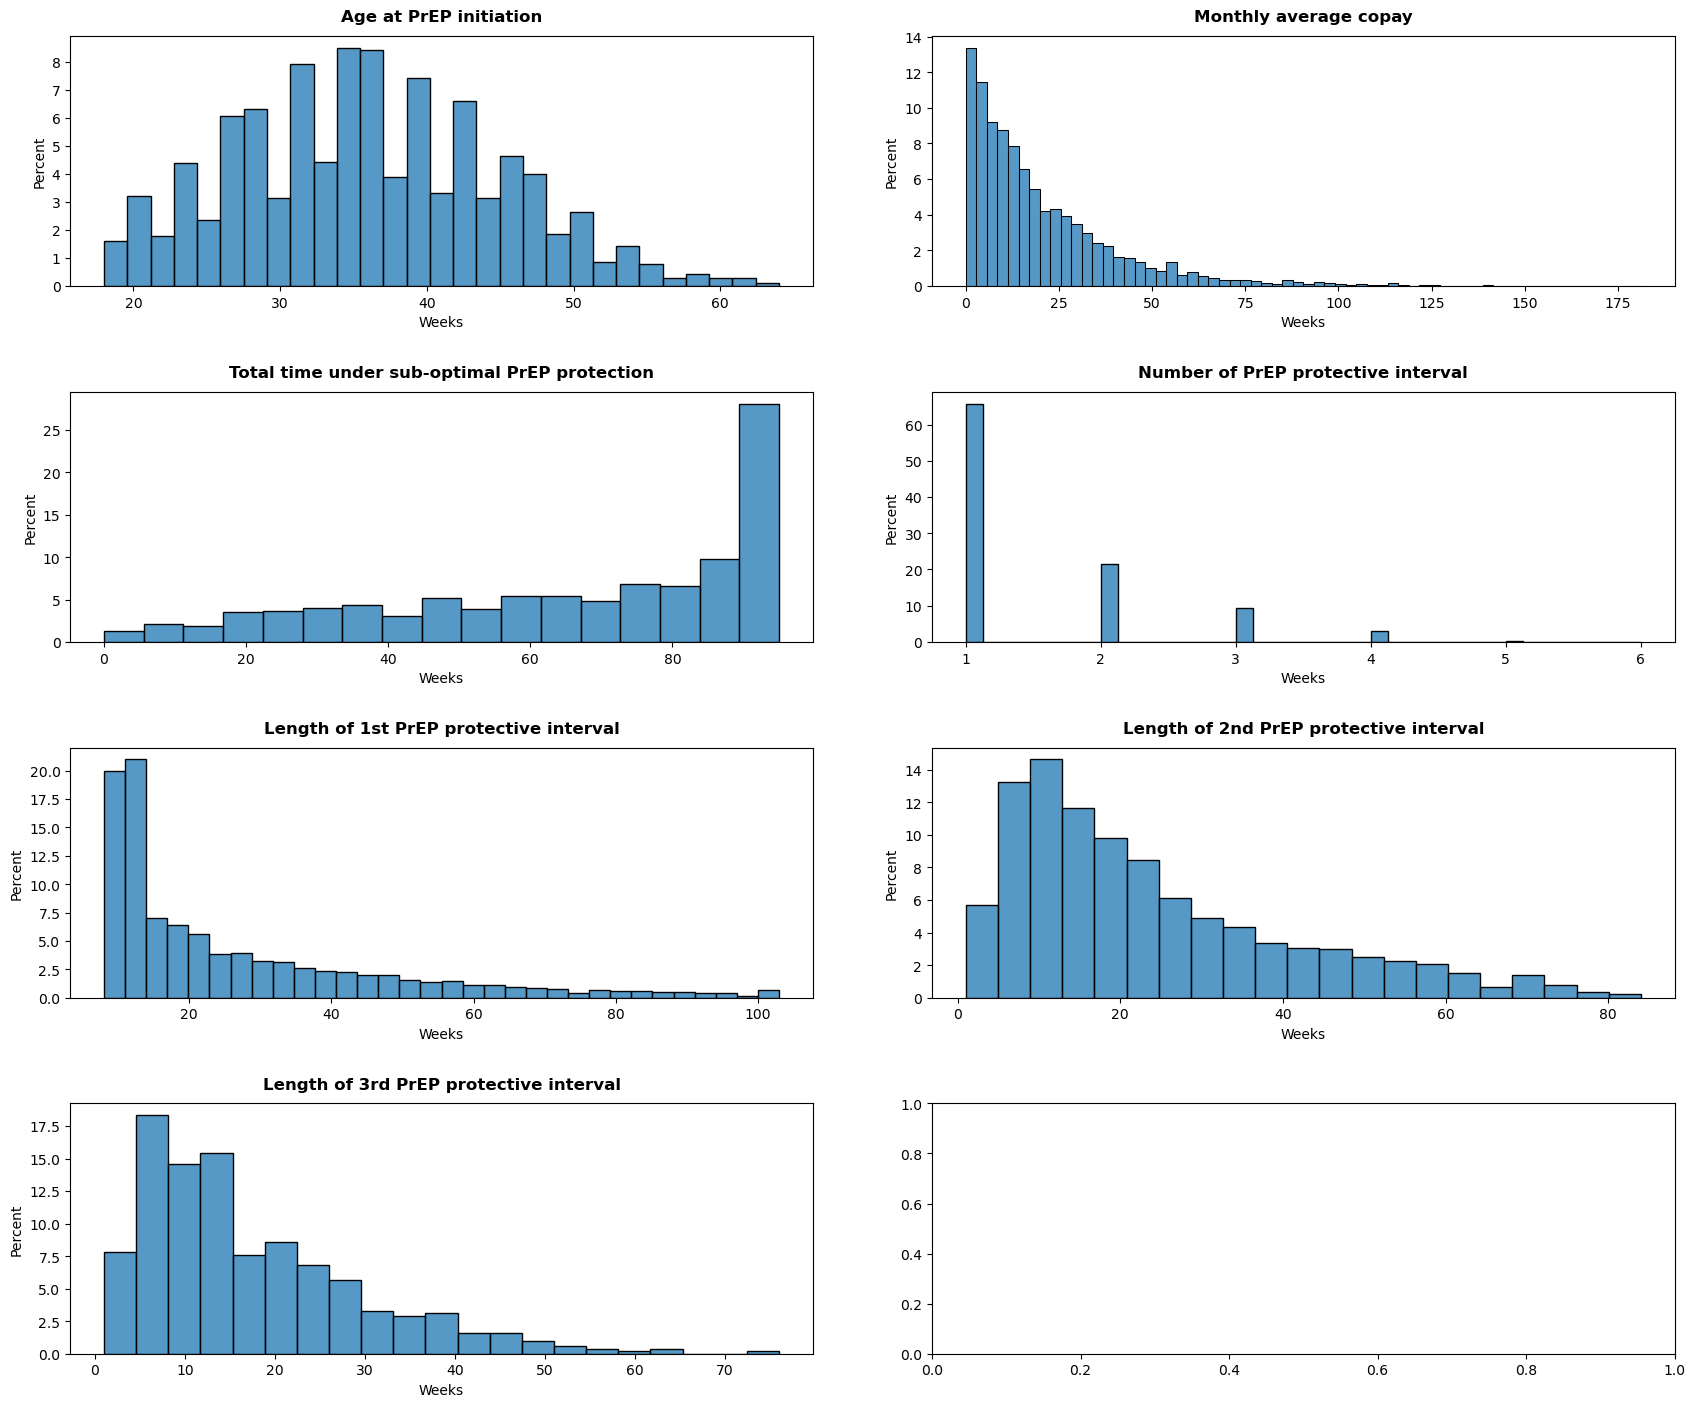 Age at PrEP initiation
Percent
8
7
6
5
4
3
2
1
0
20 30 40 50 60
Weeks
Monthly average copay
Percent
14
12
10
8
6
4
2
0
0 25 50 75 100 125 150 175
Weeks
Total time under sub-optimal PrEP protection
Percent
25
20
15
10
5
0
0 20 40 60 80
Weeks
Number of PrEP protective interval
Percent
60
50
40
30
20
10
0
1 2 3 4 5 6
Weeks
Length of 1st PrEP protective interval
Percent
20.0
17.5
15.0
12.5
10.0
7.5
5.0
2.5
0.0
20 40 60 80 100
Weeks
Length of 2nd PrEP protective interval
Percent
14
12
10
8
6
4
2
0
0 20 40 60 80
Weeks
Length of 3rd PrEP protective interval
Percent
17.5
15.0
12.5
10.0
7.5
5.0
2.5
0.0
0 10 20 30 40 50 60 70
Weeks
1.0
0.8
0.6
0.4
0.2
0.0
0.0 0.2 0.4 0.6 0.8 1.0